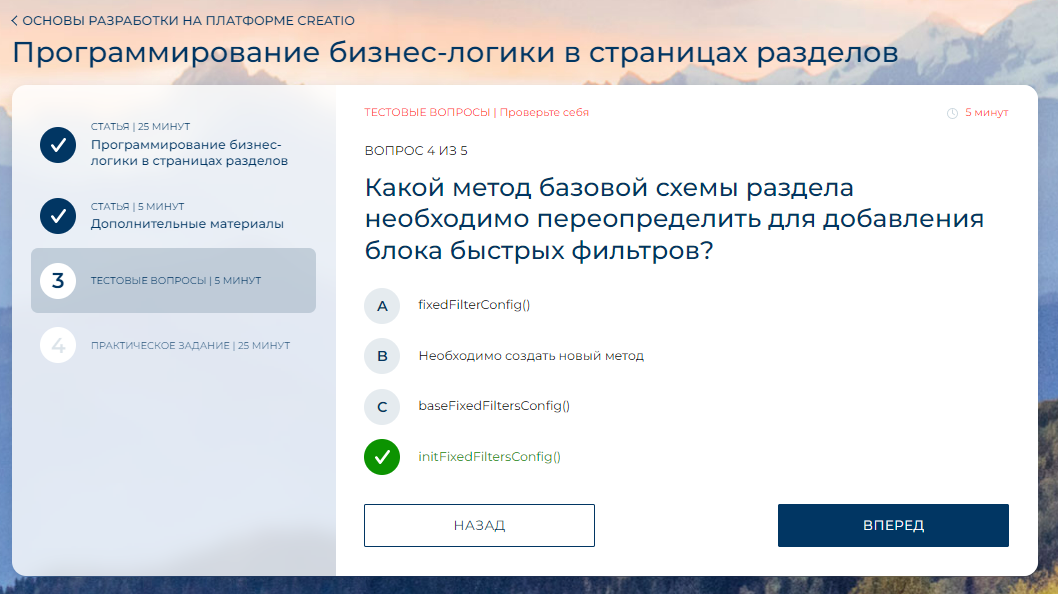 ОСНОВЫ РАЗРАБОТКИ НА ПЛАТФОРМЕ CREATIO
Программирование бизнес-логики в страницах разделов
СТАТЬЯ | 25 МИНУТ
Программирование бизнес-
логики в страницах разделов
СТАТЬЯ | 5 МИНУТ
Дополнительные материалы
3 ТЕСТОВЫЕ ВОПРОСЫ | 5 МИНУТ
4 ПРАКТИЧЕСКОЕ ЗАДАНИЕ | 25 МИНУТ
ТЕСТОВЫЕ ВОПРОСЫ | Проверьте себя 5 минут
ВОПРОС 4 ИЗ 5
Какой метод базовой схемы раздела
необходимо переопределить для добавления
блока быстрых фильтров?
A fixedFilterConfig()
B Необходимо создать новый метод
C baseFixedFiltersConfig()
initFixedFiltersConfig()
НАЗАД ВПЕРЕД